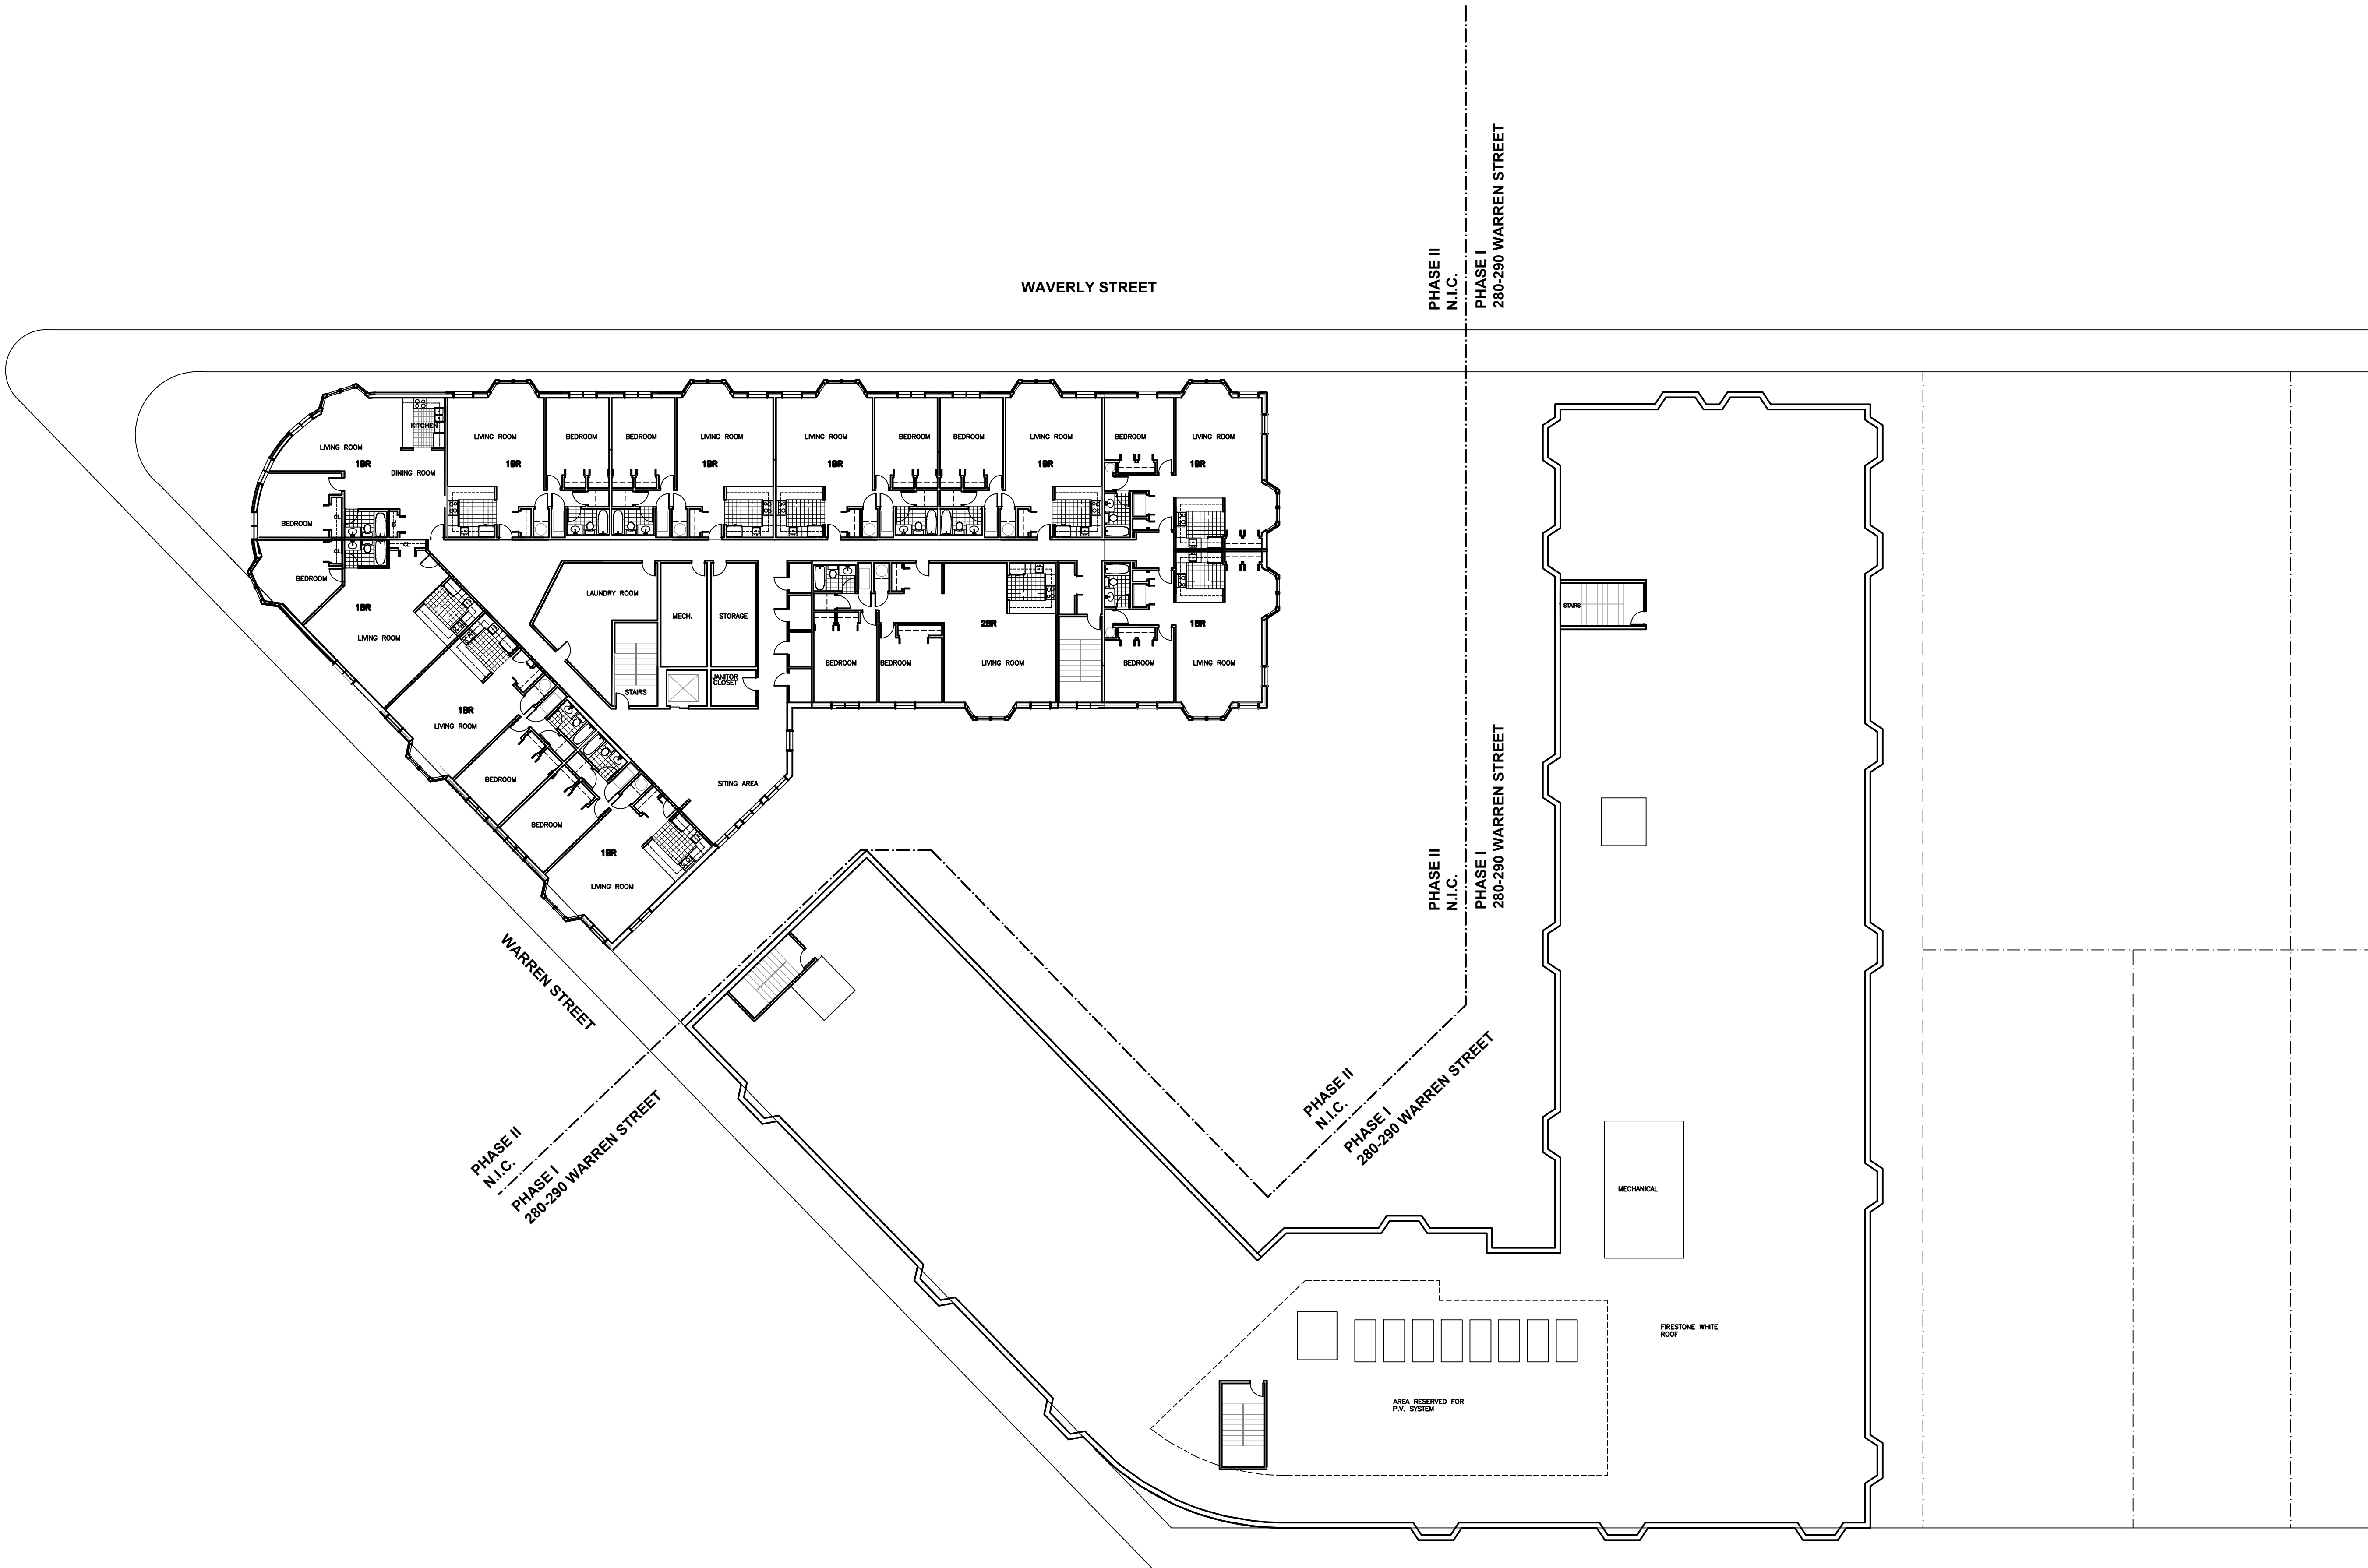 PHASE II
N.I.C.
PHASE I
280-290 WARREN STREET
WAVERLY STREET
KITCHEN
LIVING ROOM
1BR
DINING ROOM
BEDROOM
LIVING ROOM
1BR
BEDROOM
BEDROOM
LIVING ROOM
1BR
LIVING ROOM
1BR
BEDROOM
BEDROOM
LIVING ROOM
1BR
BEDROOM
LIVING ROOM
1BR
BEDROOM
1BR
LIVING ROOM
LAUNDRY ROOM
MECH.
STORAGE
STAIRS
JANITOR
CLOSET
BEDROOM
BEDROOM
2BR
LIVING ROOM
BEDROOM
1BR
LIVING ROOM
STAIRS
1BR
LIVING ROOM
BEDROOM
SITING AREA
BEDROOM
1BR
LIVING ROOM
PHASE II
N.I.C.
PHASE I
280-290 WARREN STREET
WARREN STREET
PHASE II
N.I.C.
PHASE I
280-290 WARREN STREET
PHASE II
N.I.C.
PHASE I
280-290 WARREN STREET
MECHANICAL
FIRESTONE WHITE
ROOF
AREA RESERVED FOR
P.V. SYSTEM